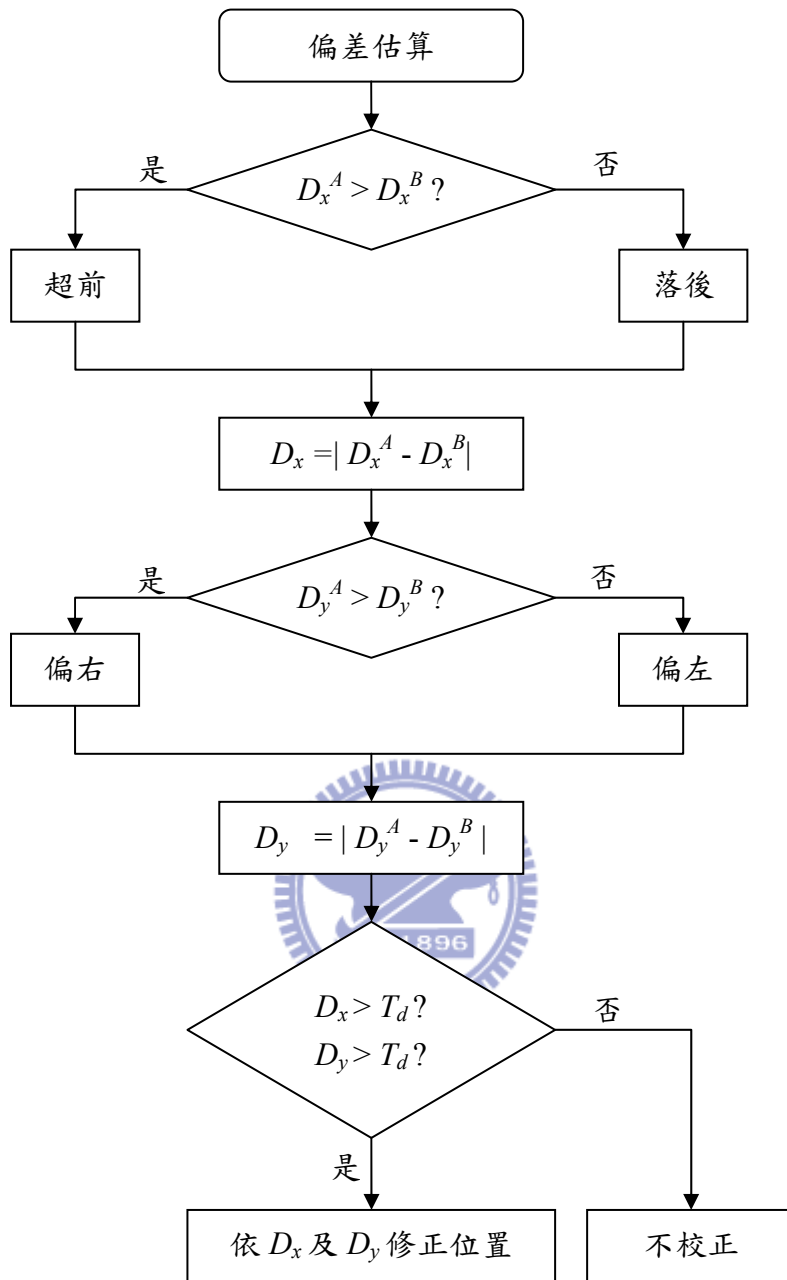 偏差估算
是
D_x^A > D_x^B ?
否
超前
落後
D_x =| D_x^A - D_x^B|
是
D_y^A > D_y^B ?
否
偏右
偏左
D_y = | D_y^A - D_y^B |
1896
D_x > T_d ?
D_y > T_d ?
否
是
依 D_x 及 D_y 修正位置
不校正